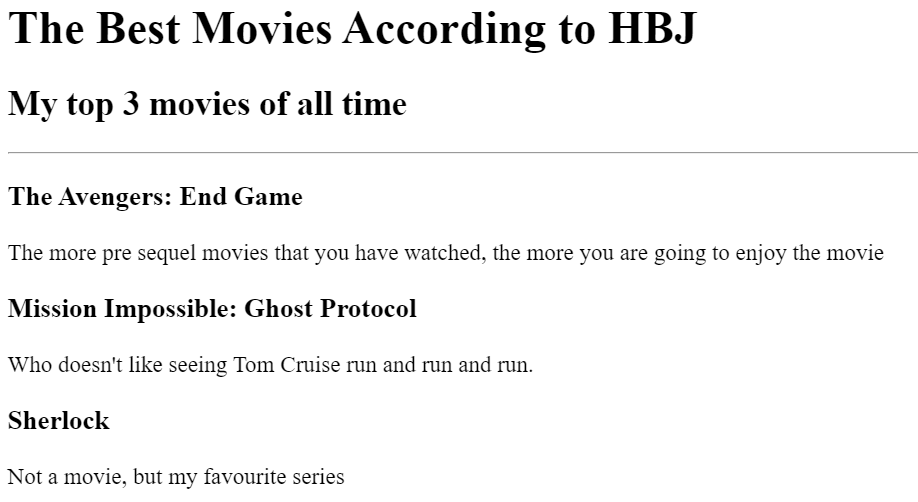 The Best Movies According to HBJ
My top 3 movies of all time
The Avengers: End Game
The more pre sequel movies that you have watched, the more you are going to enjoy the movie
Mission Impossible: Ghost Protocol
Who doesn't like seeing Tom Cruise run and run and run.
Sherlock
Not a movie, but my favourite series